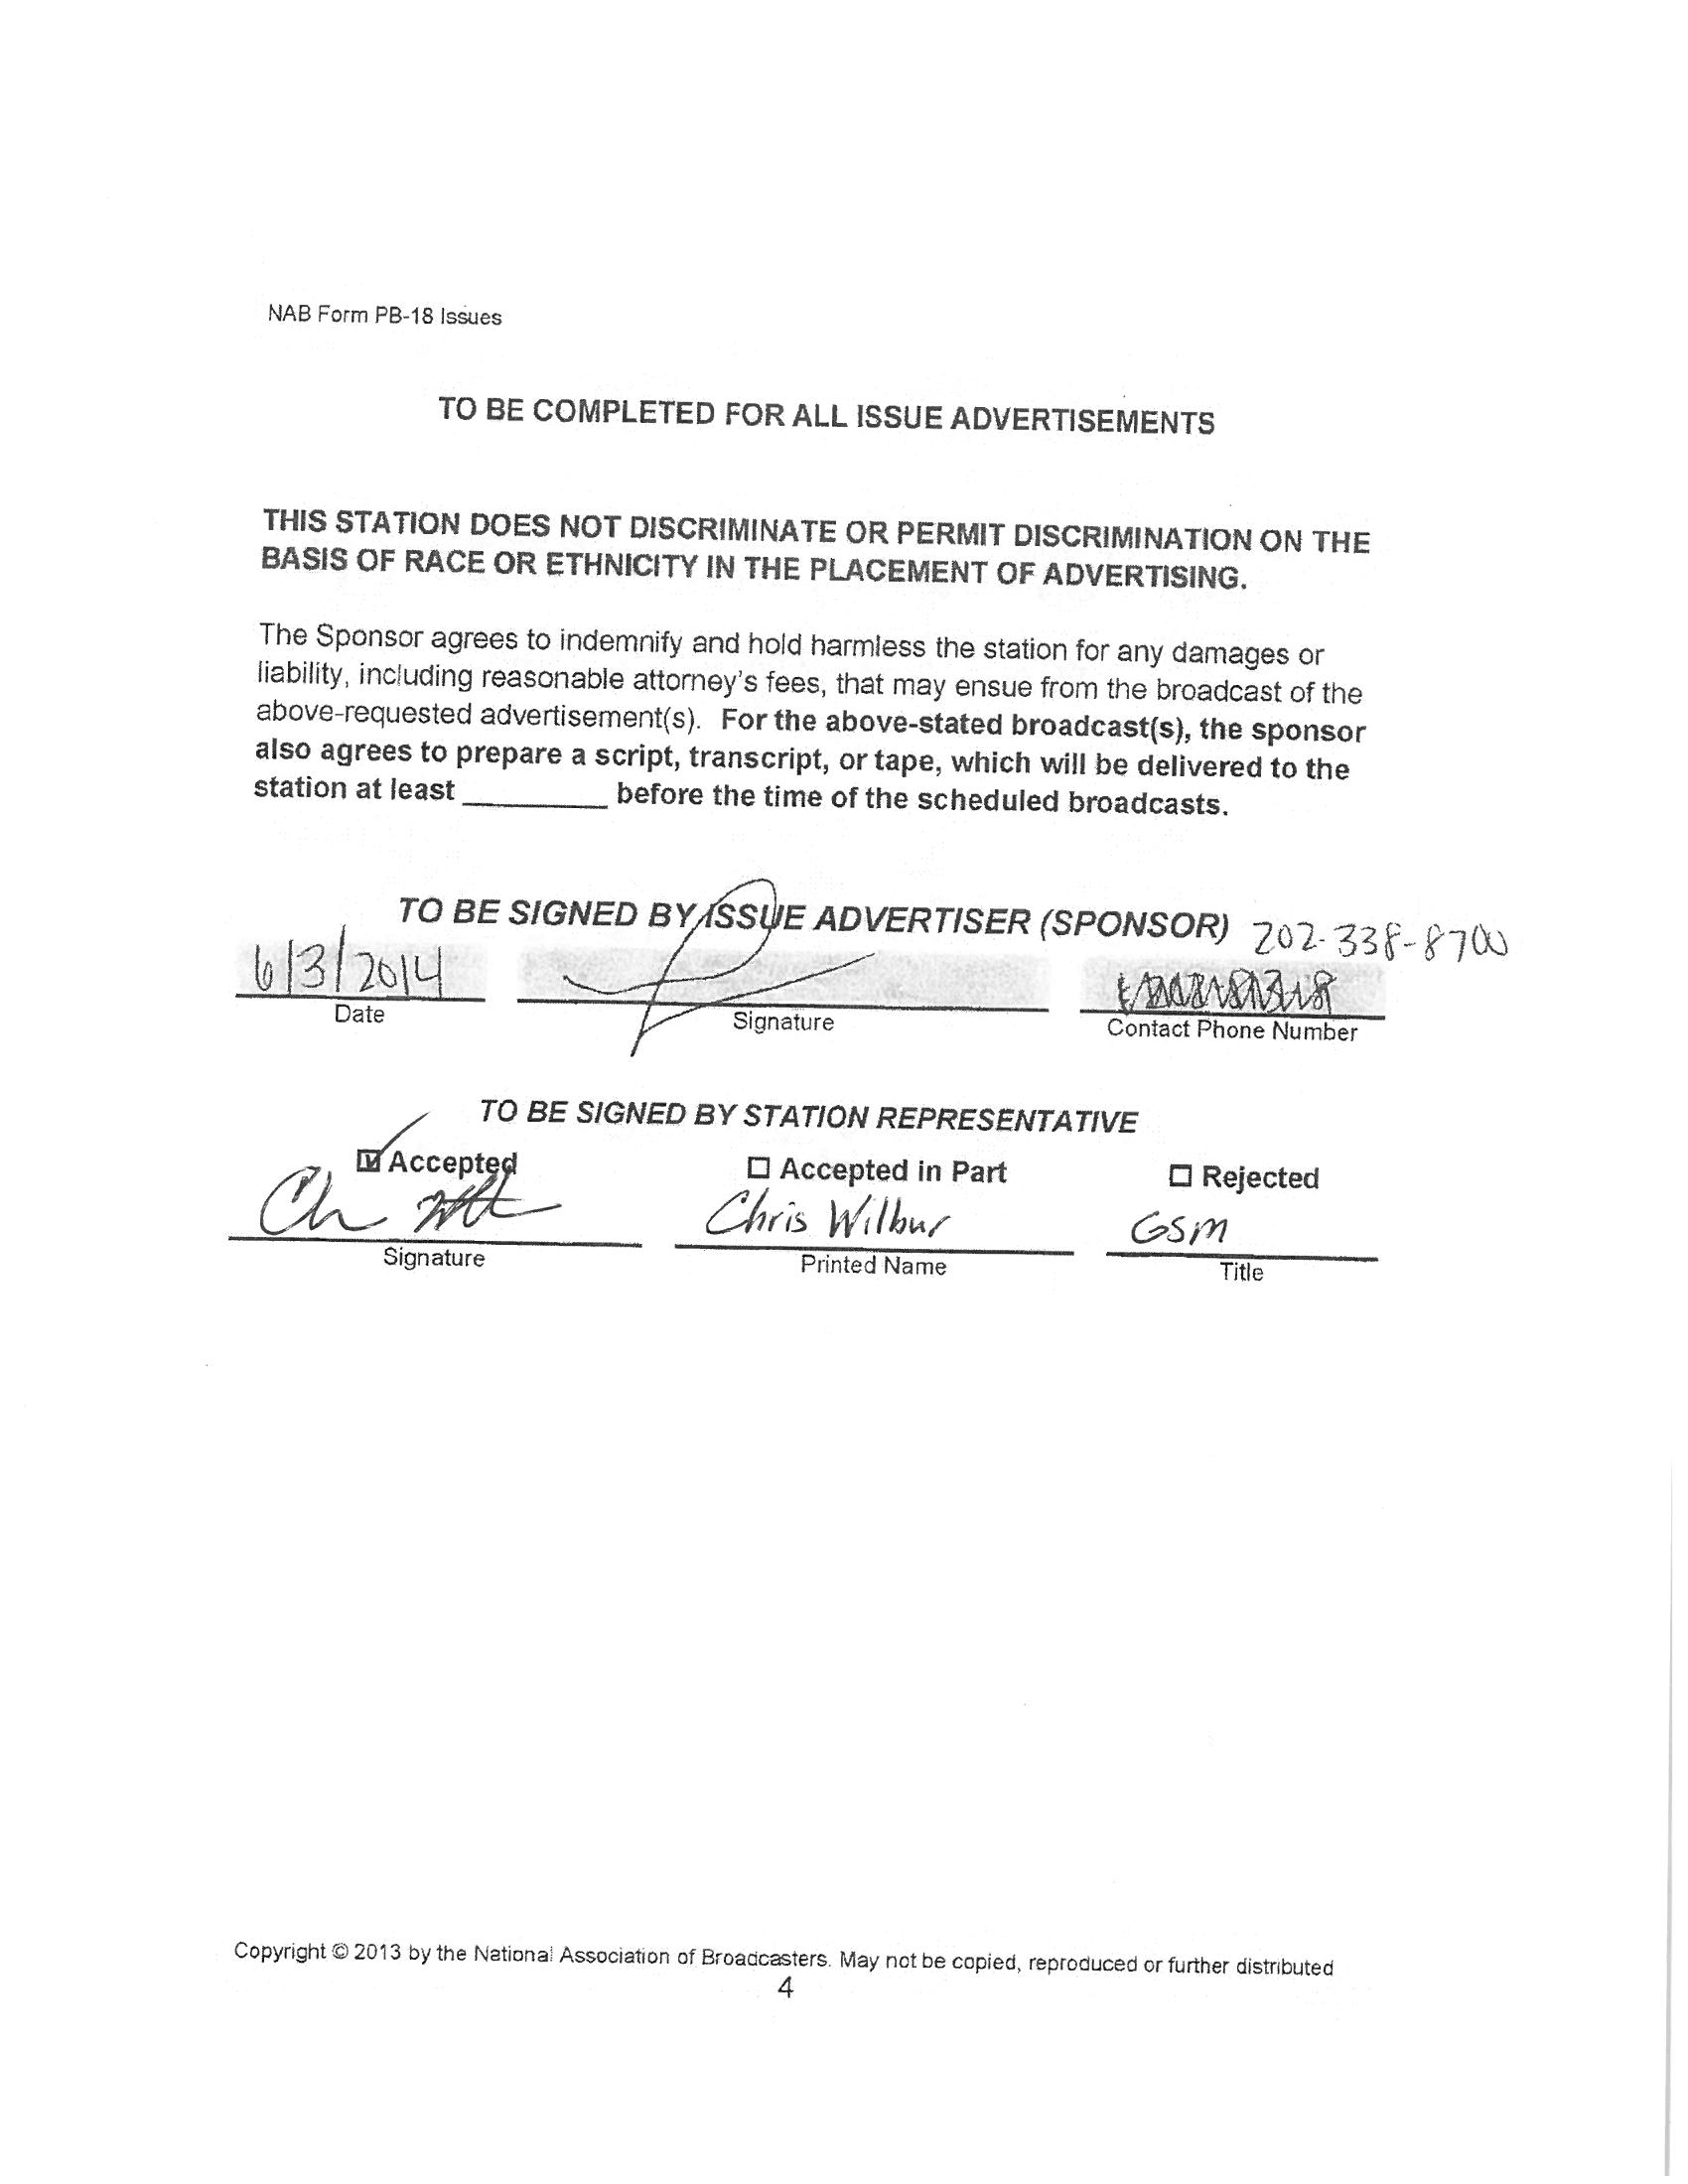 NAB Form PB-18 Issues
TO BE COMPLETED FOR ALL ISSUE ADVERTISEMENTS
THIS STATION DOES NOT DISCRIMINATE OR PERMIT DISCRIMINATION ON THE
BASIS OF RACE OR ETHNICITY IN THE PLACEMENT OF ADVERTISING.
The Sponsor agrees to indemnify and hold harmless the station for any damages or
liability, including reasonable attorney's fees, that may ensue from the broadcast of the
above-requested advertisement(s). For the above-stated broadcast(s), the sponsor
also agrees to prepare a script, transcript, or tape, which will be delivered to the
station at least ________ before the time of the scheduled broadcasts.
TO BE SIGNED BY ISSUE ADVERTISER (SPONSOR) 202-338-8700
6/3/2014
Date Signature Contact Phone Number
TO BE SIGNED BY STATION REPRESENTATIVE
☑ Accepted ☐ Accepted in Part ☐ Rejected
Chris Wilbur GSM
Signature Printed Name Title
Copyright © 2013 by the National Association of Broadcasters. May not be copied, reproduced or further distributed
4